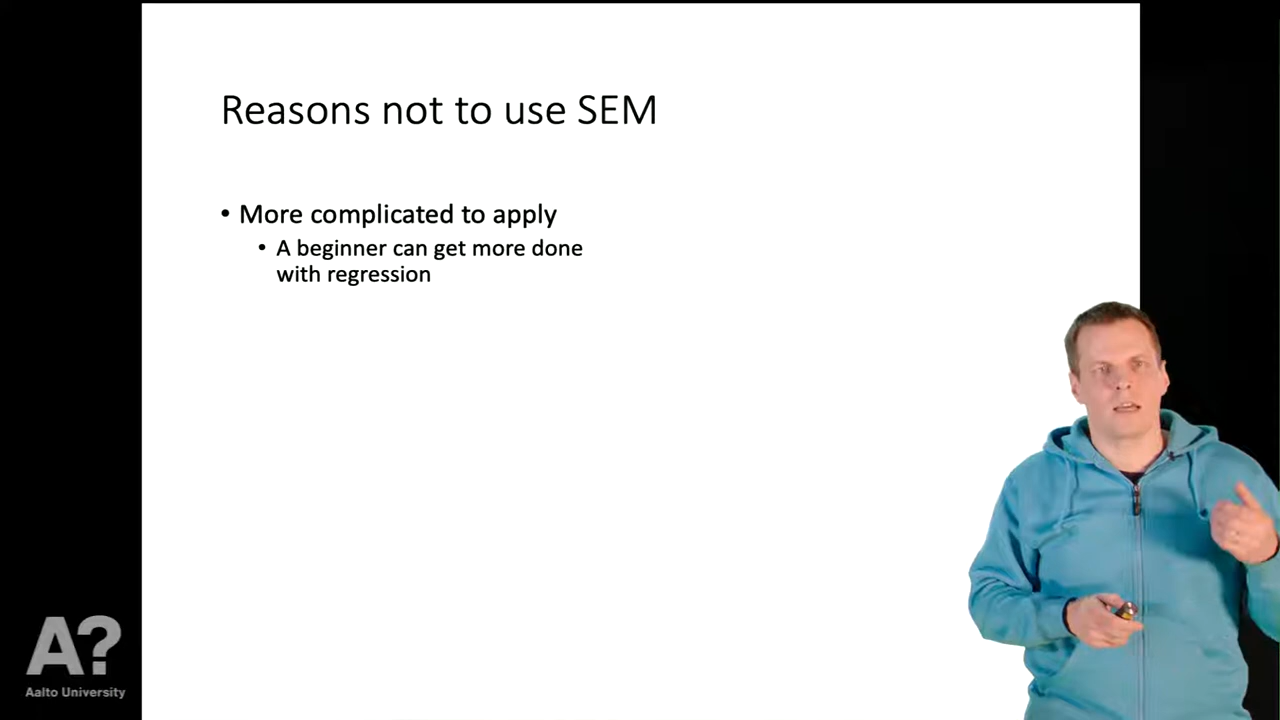 Reasons not to use SEM
• More complicated to apply
• A beginner can get more done
with regression
A?
Aalto University